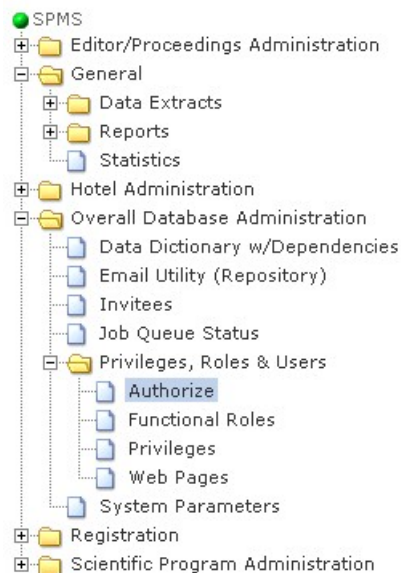 SPMS
Editor/Proceedings Administration
General
Data Extracts
Reports
Statistics
Hotel Administration
Overall Database Administration
Data Dictionary w/Dependencies
Email Utility (Repository)
Invitees
Job Queue Status
Privileges, Roles & Users
Authorize
Functional Roles
Privileges
Web Pages
System Parameters
Registration
Scientific Program Administration